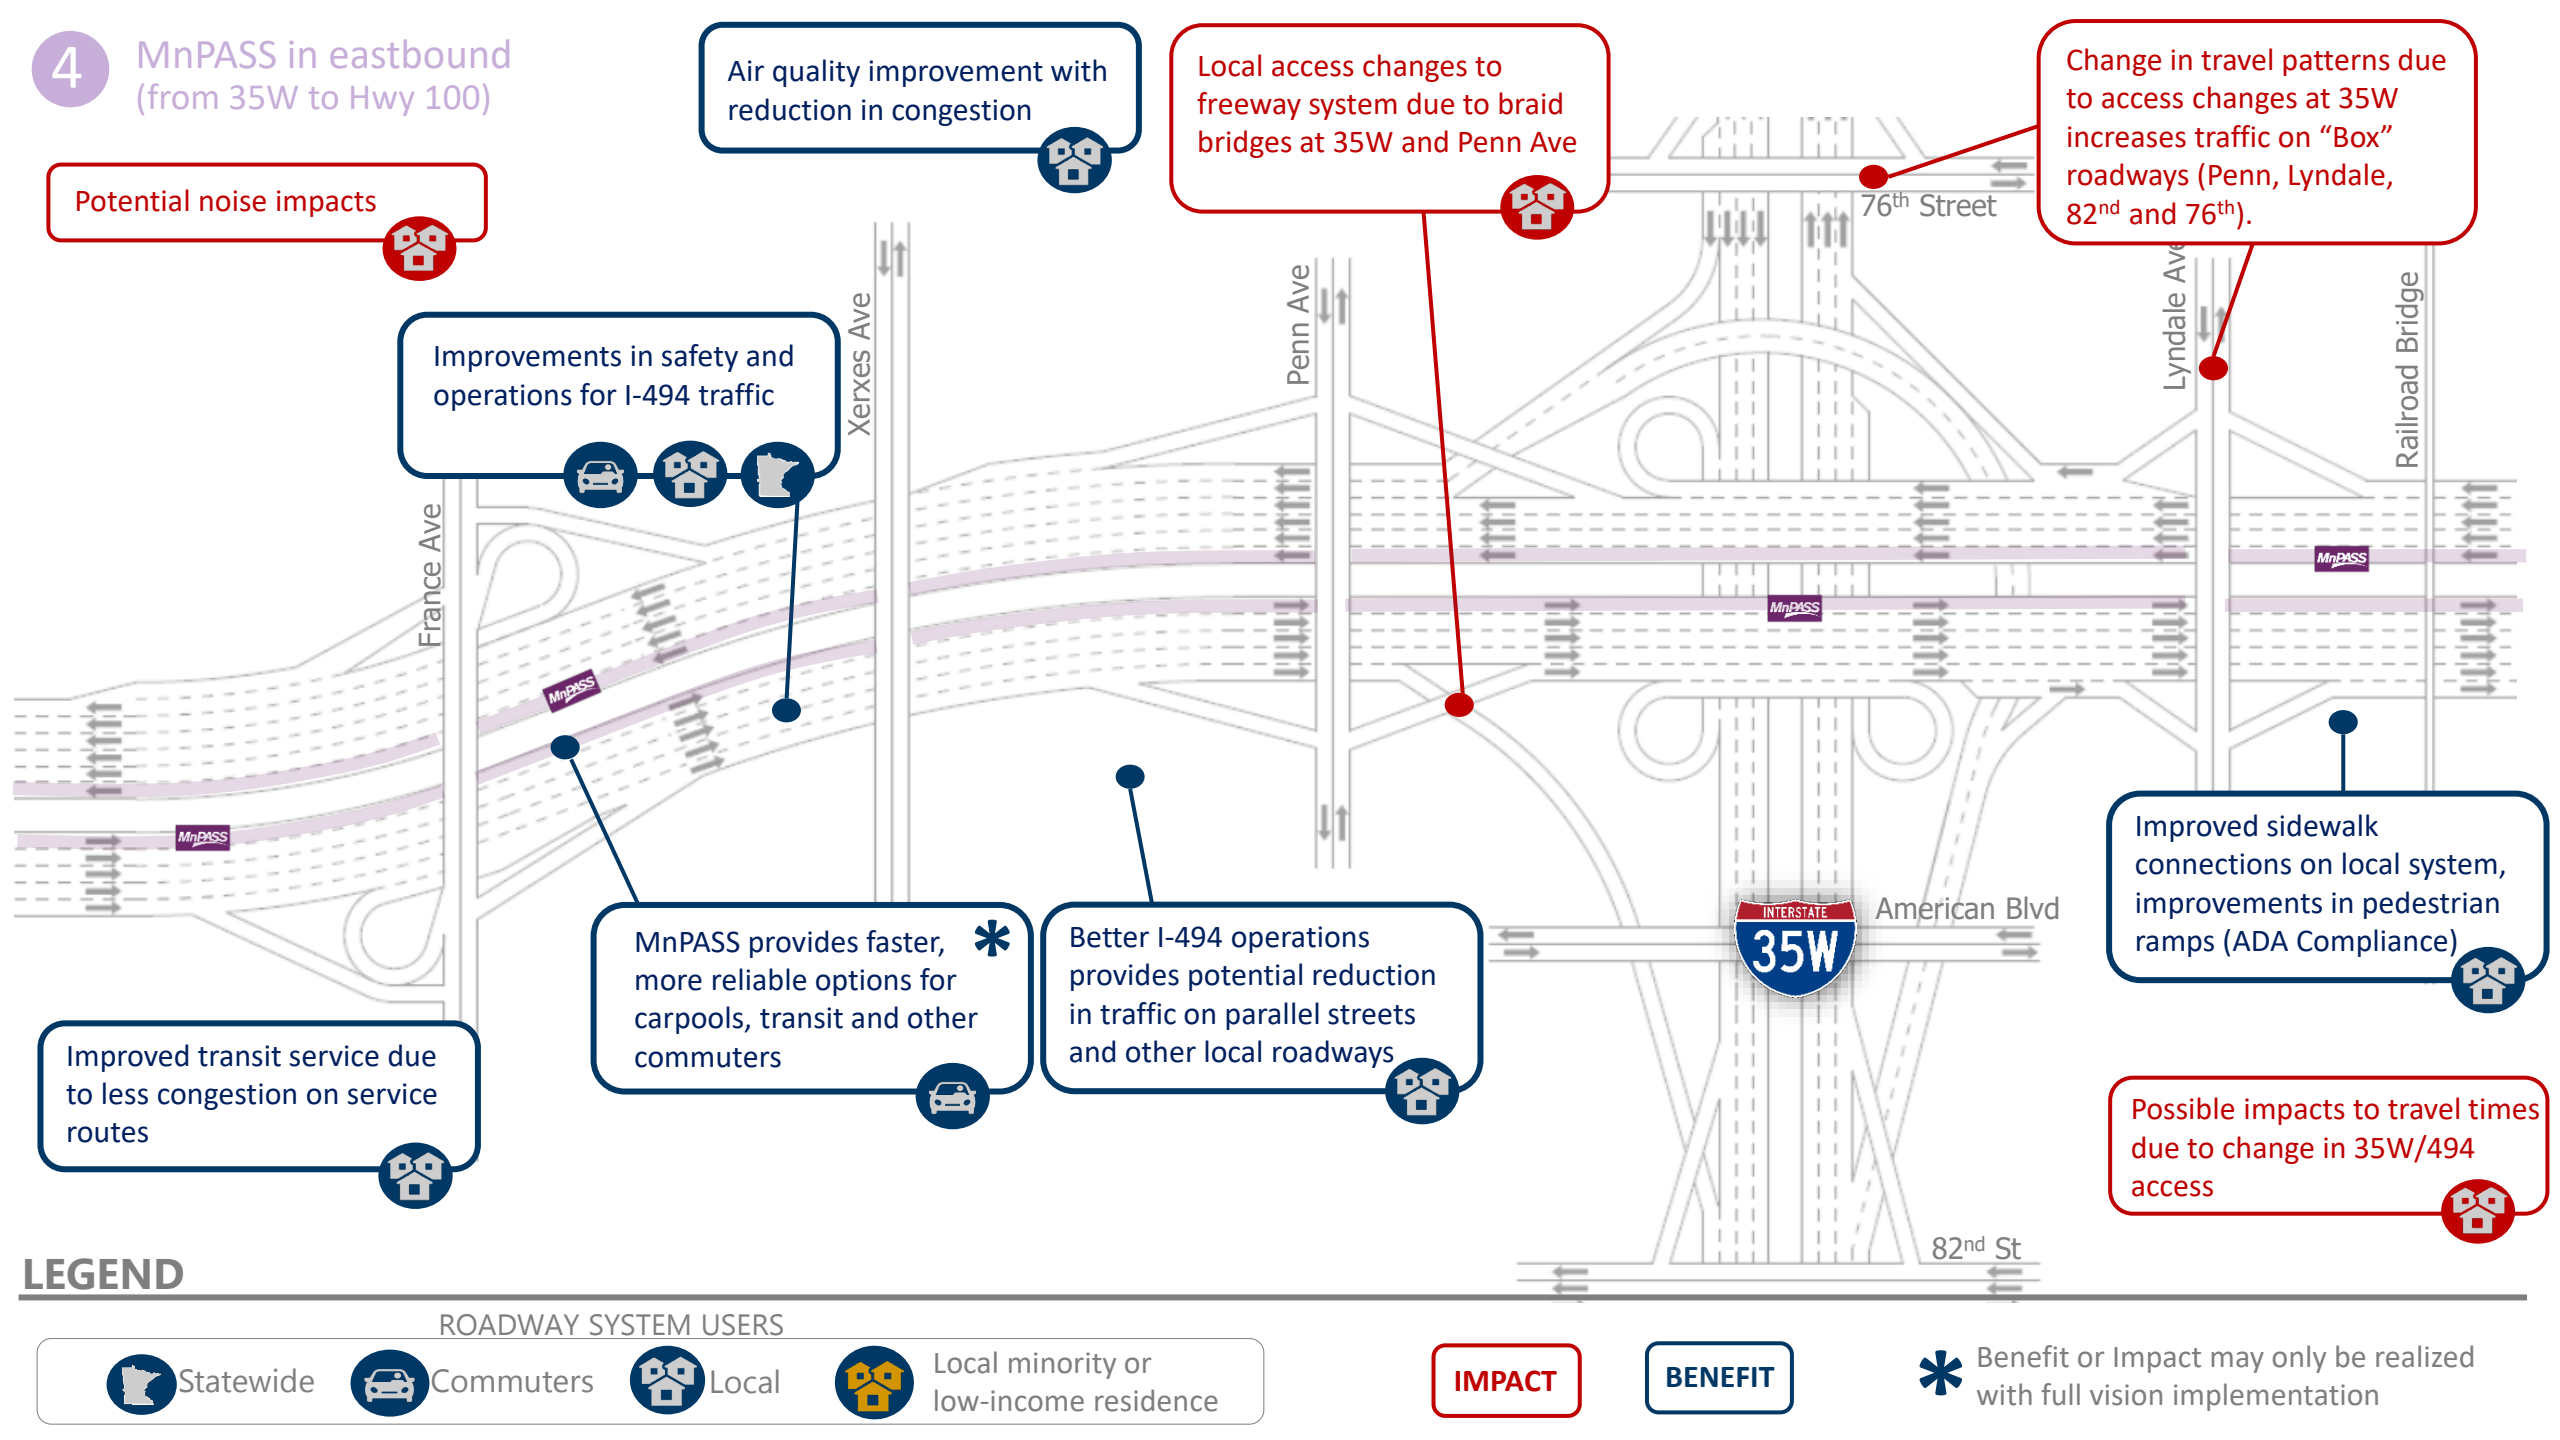 4
MnPASS in eastbound
(from 35W to Hwy 100)
Potential noise impacts
Air quality improvement with
reduction in congestion
Local access changes to
freeway system due to braid
bridges at 35W and Penn Ave
Change in travel patterns due
to access changes at 35W
increases traffic on “Box”
roadways (Penn, Lyndale,
82nd and 76th).
76th Street
Improvements in safety and
operations for I-494 traffic
Xerxes Ave
Penn Ave
Lyndale Ave
Railroad Bridge
France Ave
MnPASS
MnPASS
MnPASS
MnPASS
MnPASS provides faster, *
more reliable options for
carpools, transit and other
commuters
Better I-494 operations
provides potential reduction
in traffic on parallel streets
and other local roadways
INTERSTATE
35W
American Blvd
Improved sidewalk
connections on local system,
improvements in pedestrian
ramps (ADA Compliance)
Improved transit service due
to less congestion on service
routes
Possible impacts to travel times
due to change in 35W/494
access
82nd St
LEGEND
ROADWAY SYSTEM USERS
Statewide
Commuters
Local
Local minority or
low-income residence
IMPACT
BENEFIT
* Benefit or Impact may only be realized
with full vision implementation